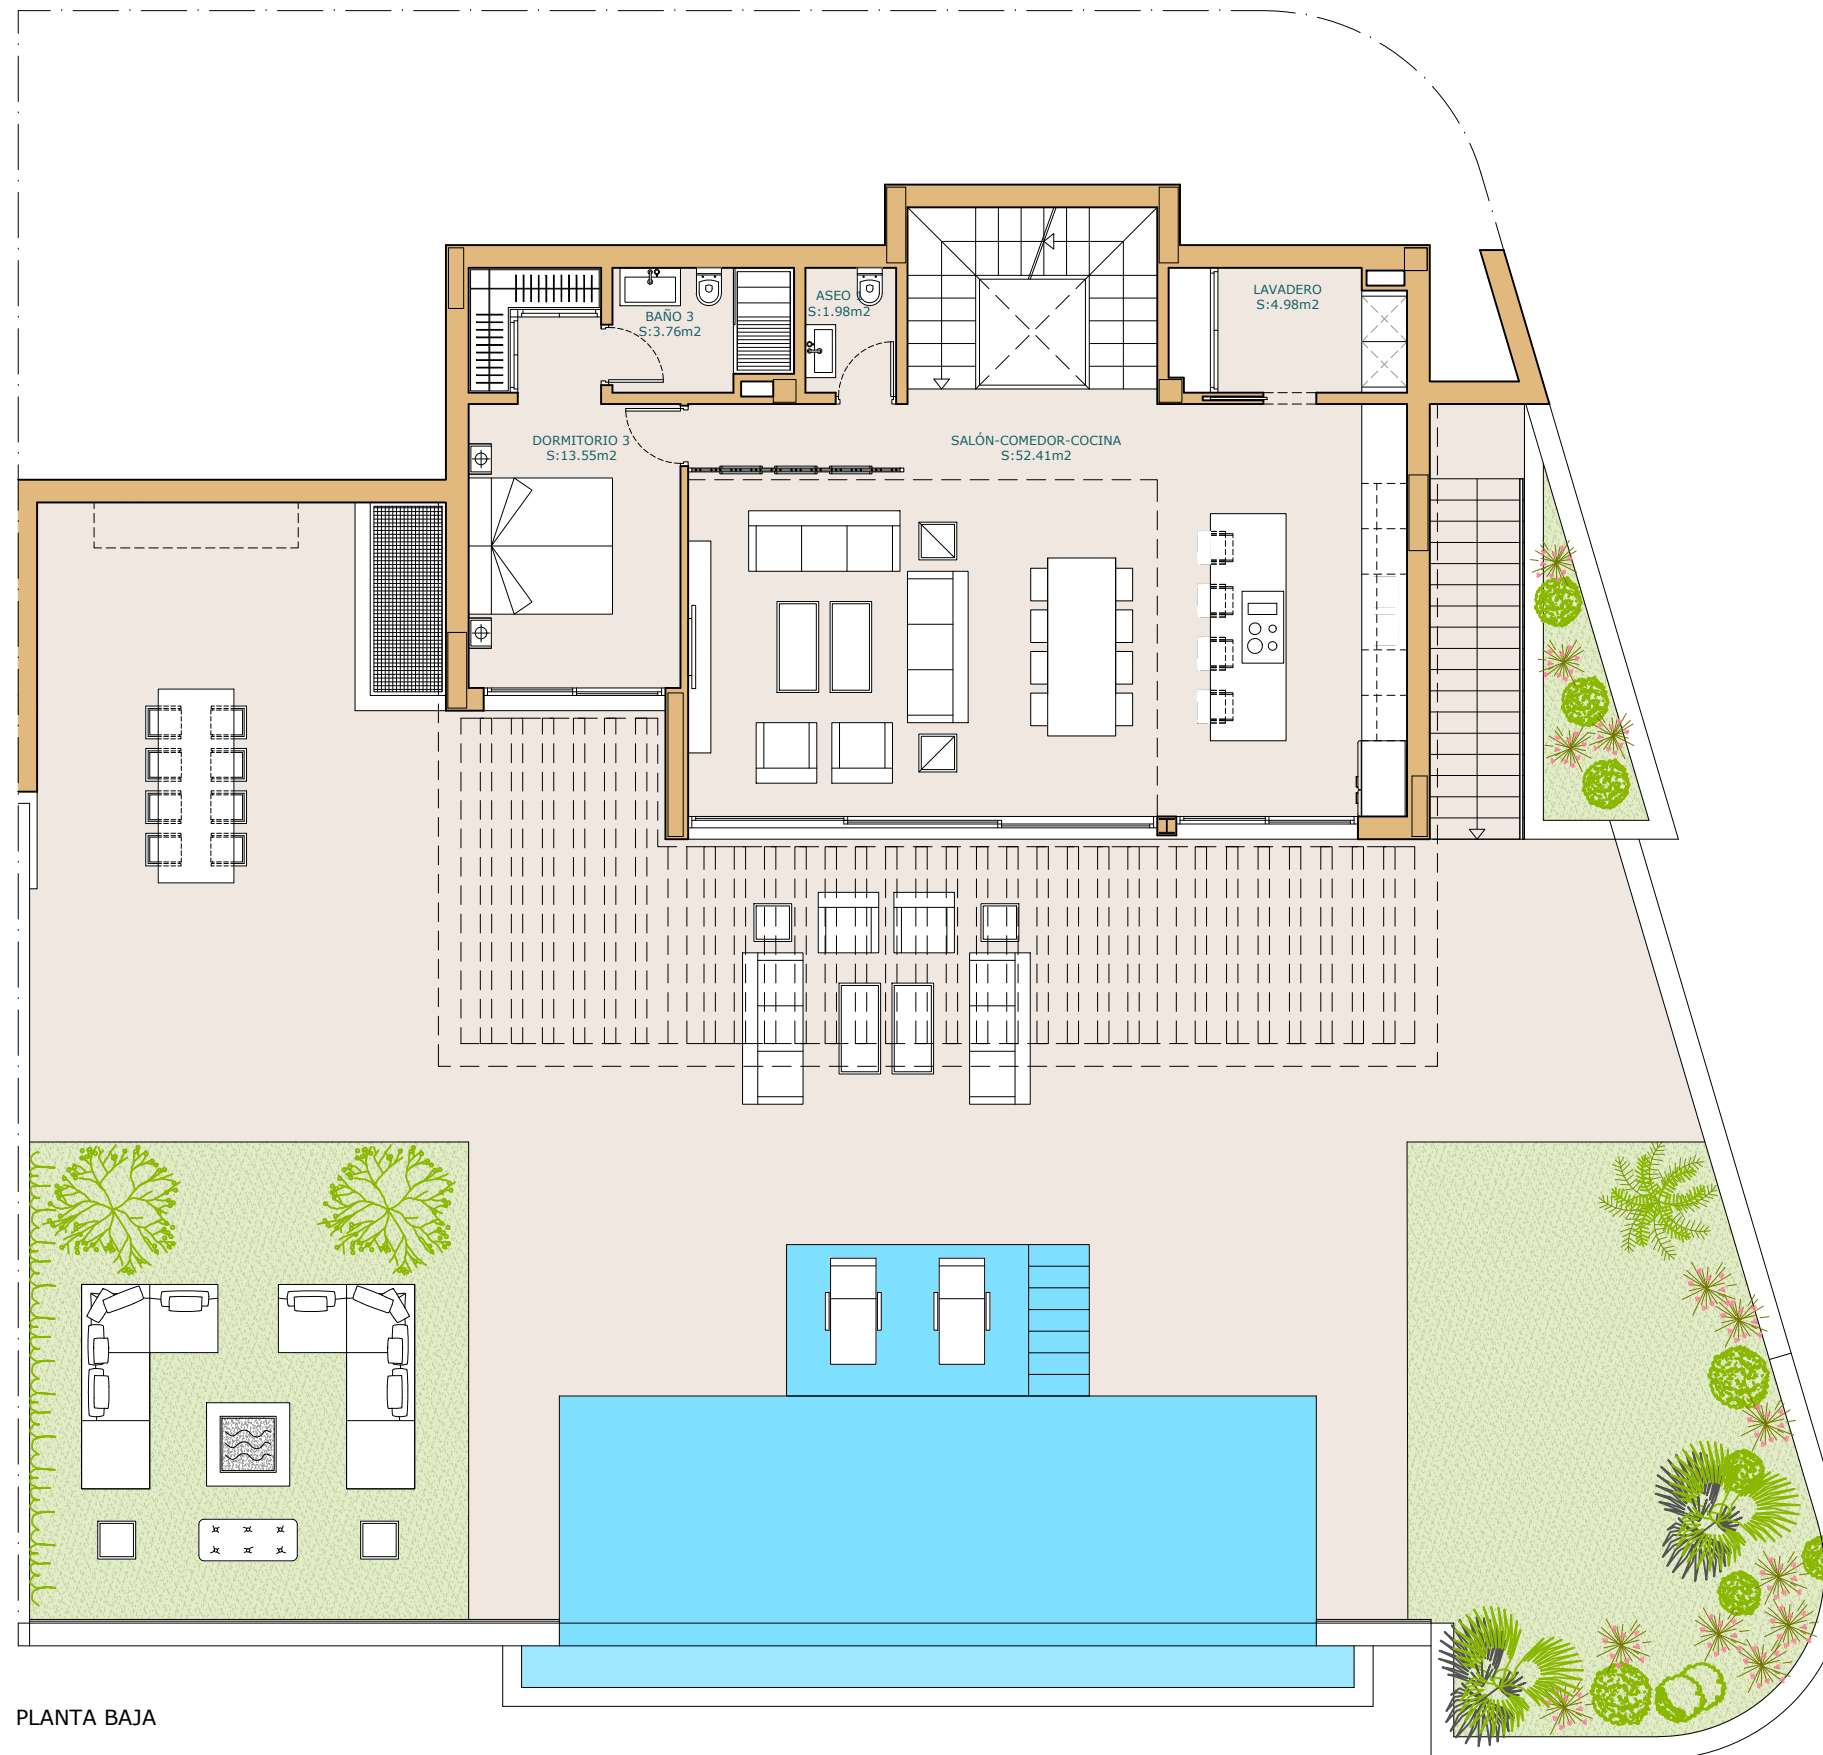 LAVADERO
S:4.98m2
ASEO
S:1.98m2
BAÑO 3
S:3.76m2
DORMITORIO 3
S:13.55m2
SALÓN-COMEDOR-COCINA
S:52.41m2
PLANTA BAJA